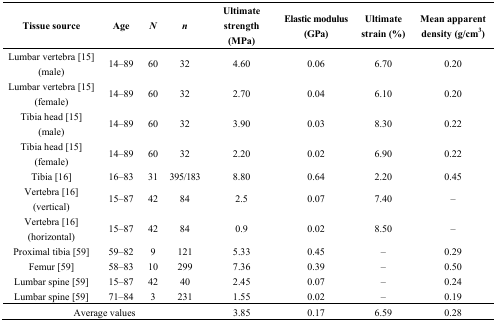 Tissue source Age N n Ultimate strength (MPa) Elastic modulus (GPa) Ultimate strain (%) Mean apparent density (g/cm³)
Lumbar vertebra [15] (male) 14–89 60 32 4.60 0.06 6.70 0.20
Lumbar vertebra [15] (female) 14–89 60 32 2.70 0.04 6.10 0.20
Tibia head [15] (male) 14–89 60 32 3.90 0.03 8.30 0.22
Tibia head [15] (female) 14–89 60 32 2.20 0.02 6.90 0.22
Tibia [16] 16–83 31 395/183 8.80 0.64 2.20 0.45
Vertebra [16] (vertical) 15–87 42 84 2.5 0.07 7.40 –
Vertebra [16] (horizontal) 15–87 42 84 0.9 0.02 8.50 –
Proximal tibia [59] 59–82 9 121 5.33 0.45 – 0.29
Femur [59] 58–83 10 299 7.36 0.39 – 0.50
Lumbar spine [59] 15–87 42 40 2.45 0.07 – 0.24
Lumbar spine [59] 71–84 3 231 1.55 0.02 – 0.19
Average values 3.85 0.17 6.59 0.28